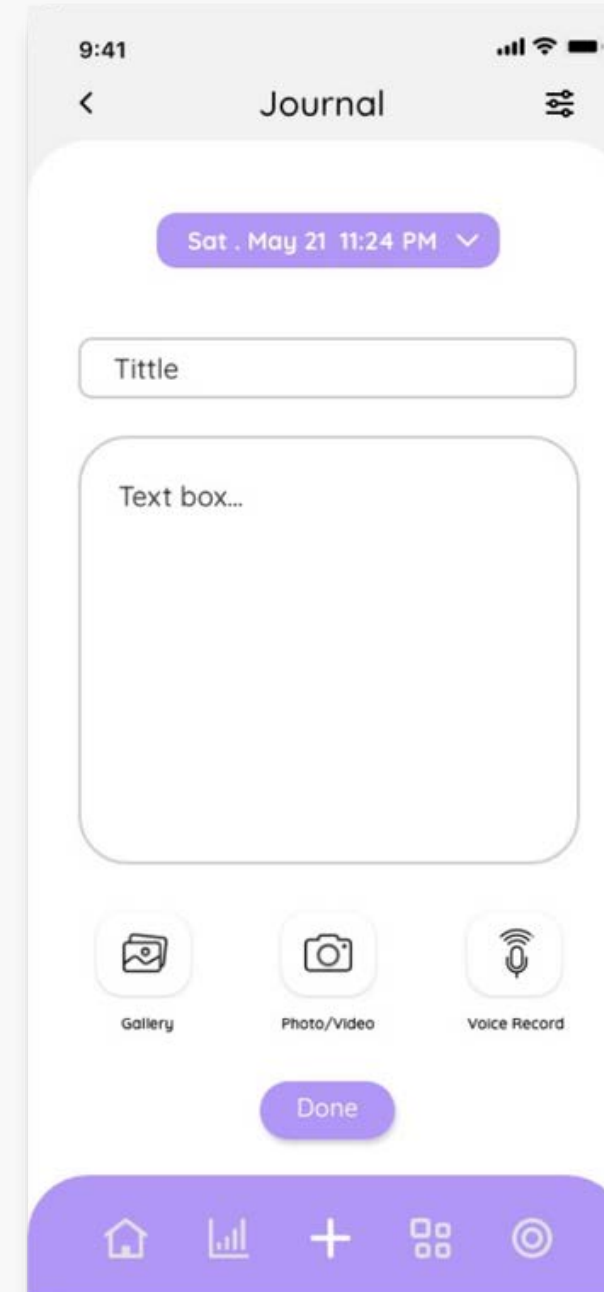 9:41
Journal
Sat . May 21 11:24 PM
Tittle
Text box...
Gallery Photo/Video Voice Record
Done